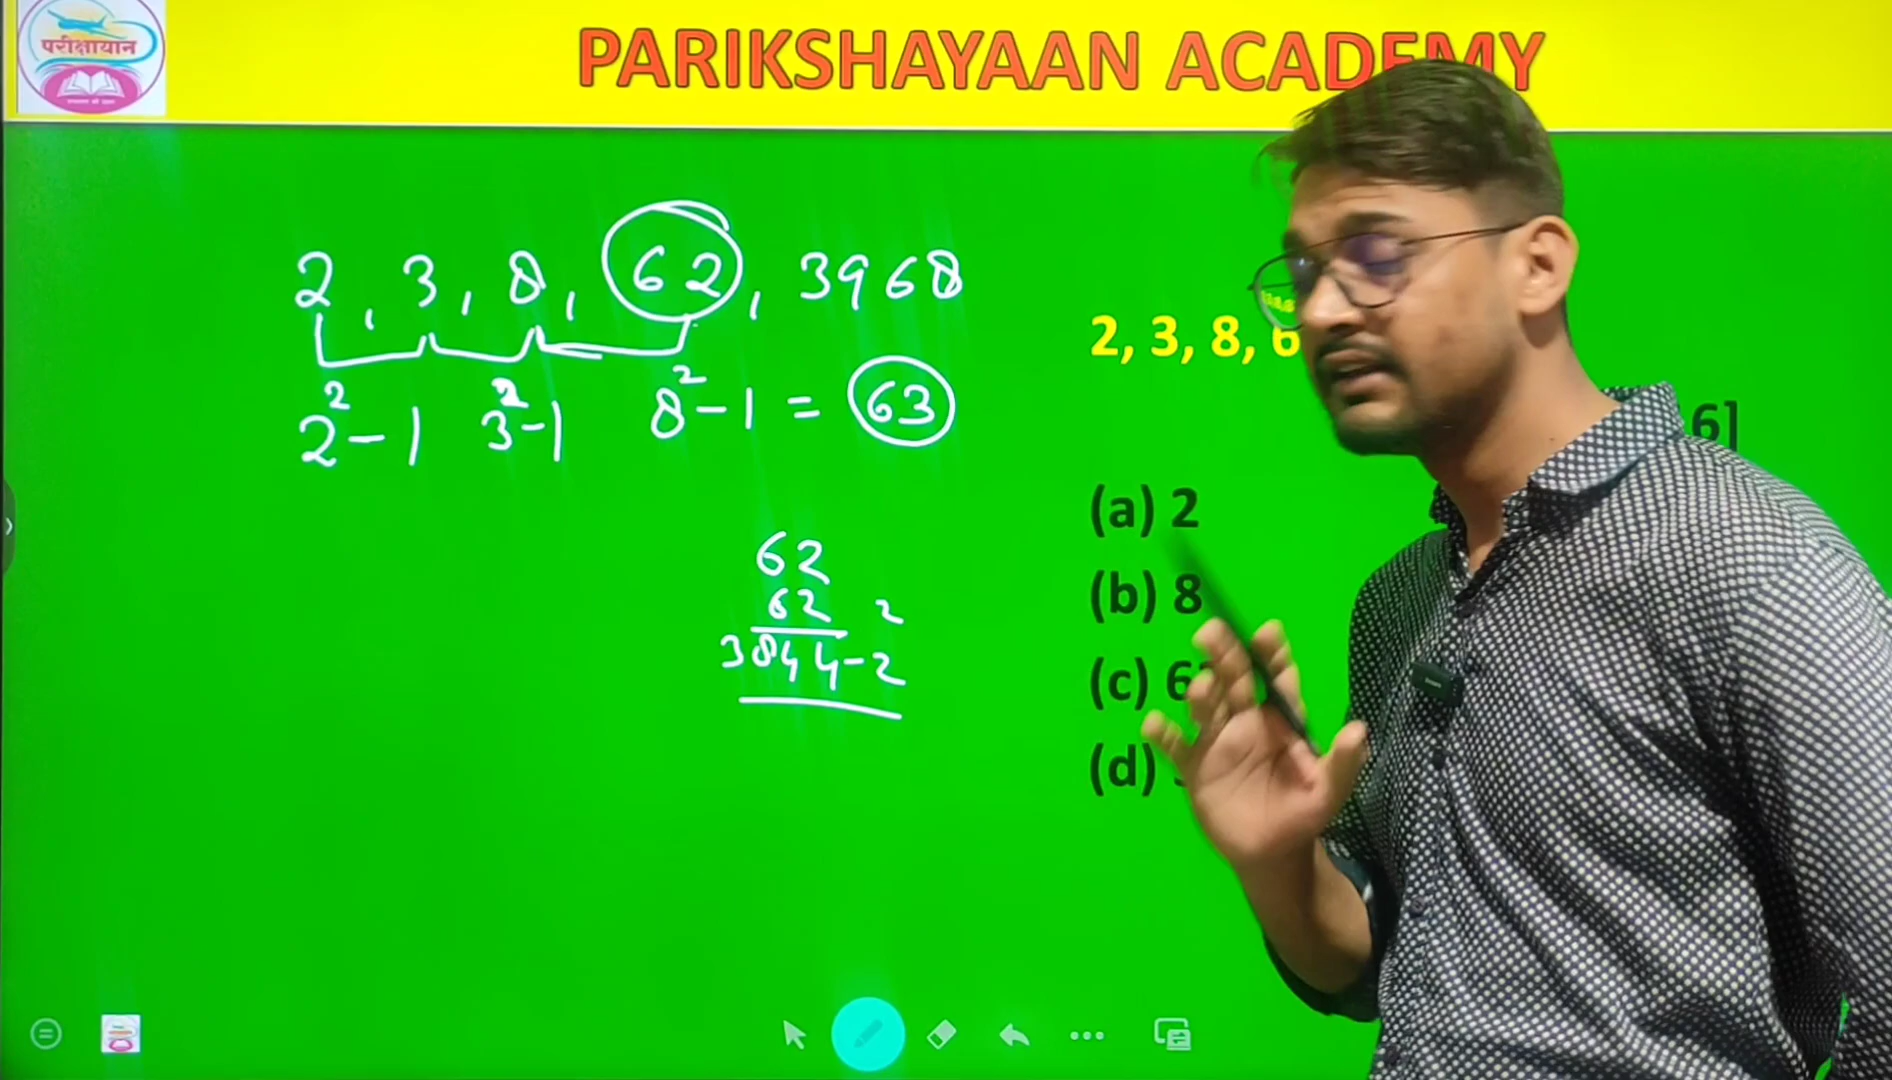 परीक्षायान
PARIKSHAYAAN ACADEMY
2, 3, 8, 62, 3968
2² - 1 3² - 1 8² - 1 = 63
62
62 2
3844-2
2, 3, 8, 6
6]
(a) 2
(b) 8
(c) 6
(d)